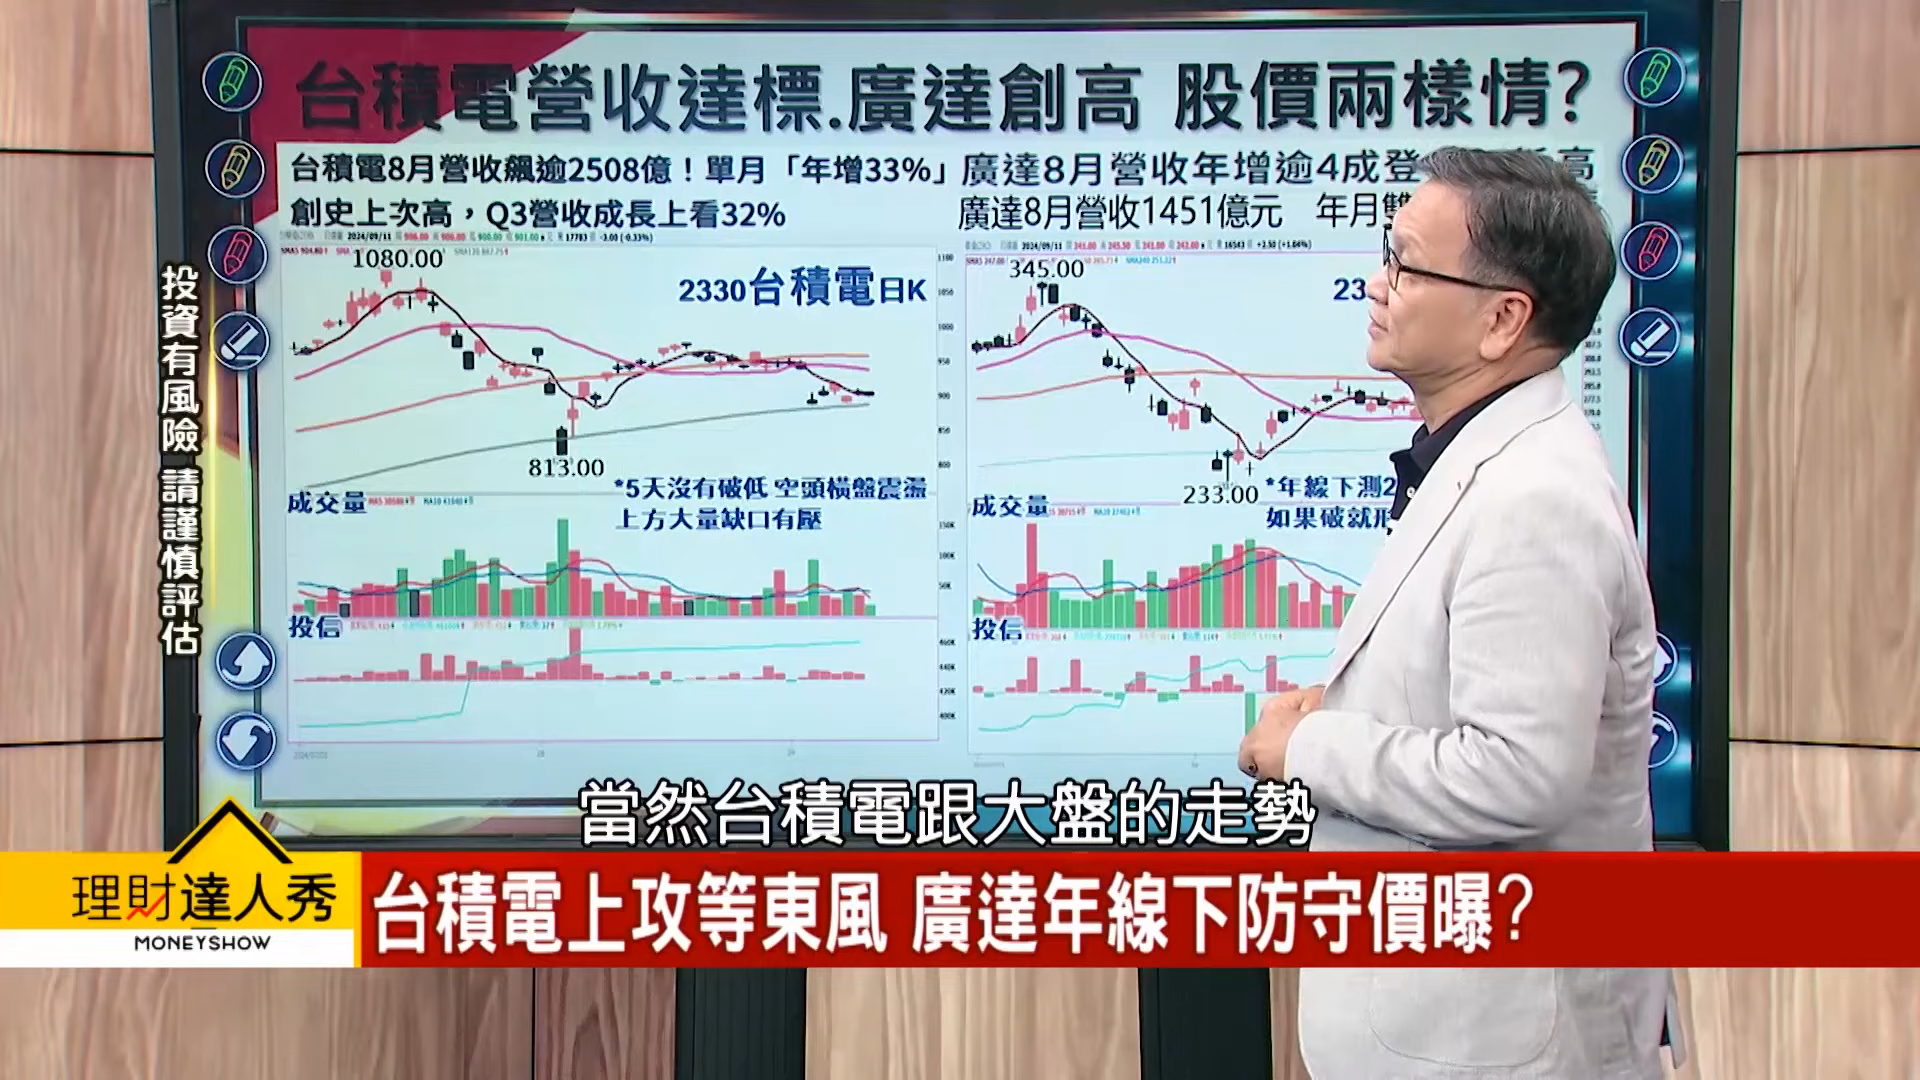 台積電營收達標.廣達創高 股價兩樣情?
台積電8月營收飆逾2508億！單月「年增33%」
創史上次高，Q3營收成長上看32%
廣達8月營收年增逾4成登
高
廣達8月營收1451億元 年月雙
1080.00
2330台積電日K
813.00
*5天沒有破低 空頭橫盤震盪
上方大量缺口有壓
成交量
投信
345.00
23
233.00
*年線下測2
如果破就形
成交量
投信
投資有風險 請謹慎評估
當然台積電跟大盤的走勢
理財達人秀
MONEYSHOW
台積電上攻等東風 廣達年線下防守價曝?